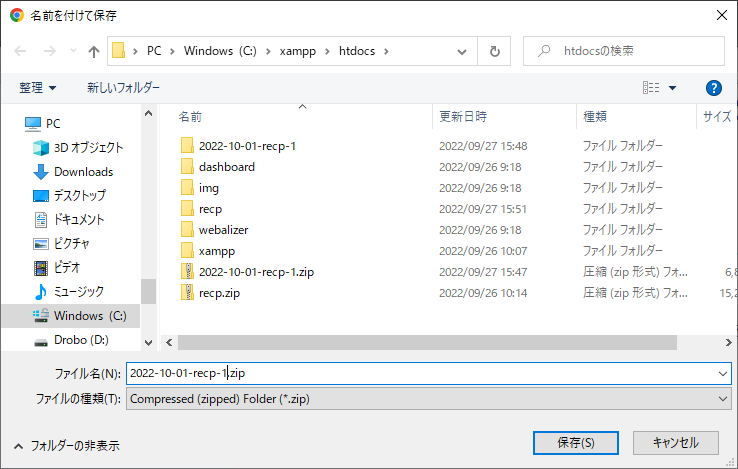 名前を付けて保存
PC › Windows (C:) › xampp › htdocs ›
htdocsの検索
整理 新しいフォルダー
PC
3D オブジェクト
Downloads
デスクトップ
ドキュメント
ピクチャ
ビデオ
ミュージック
Windows (C:)
Drobo (D:)
名前 更新日時 種類 サイズ
2022-10-01-recp-1 2022/09/27 15:48 ファイル フォルダー
dashboard 2022/09/26 9:18 ファイル フォルダー
img 2022/09/26 9:18 ファイル フォルダー
recp 2022/09/27 15:51 ファイル フォルダー
webalizer 2022/09/26 9:18 ファイル フォルダー
xampp 2022/09/26 10:07 ファイル フォルダー
2022-10-01-recp-1.zip 2022/09/27 15:47 圧縮 (zip 形式) フォ... 6,8
recp.zip 2022/09/26 10:14 圧縮 (zip 形式) フォ... 15,2
ファイル名(N): 2022-10-01-recp-1.zip
ファイルの種類(T): Compressed (zipped) Folder (*.zip)
フォルダーの非表示
保存(S) キャンセル